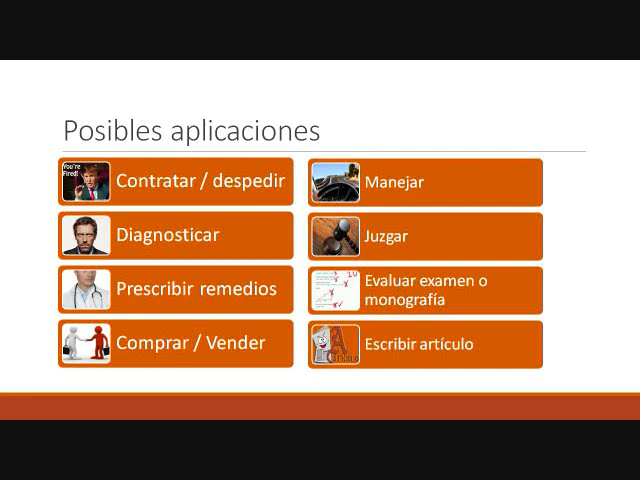 Posibles aplicaciones
You're
Fired!
Contratar / despedir
Diagnosticar
Prescribir remedios
Comprar / Vender
Manejar
Juzgar
Evaluar examen o
monografía
Escribir artículo